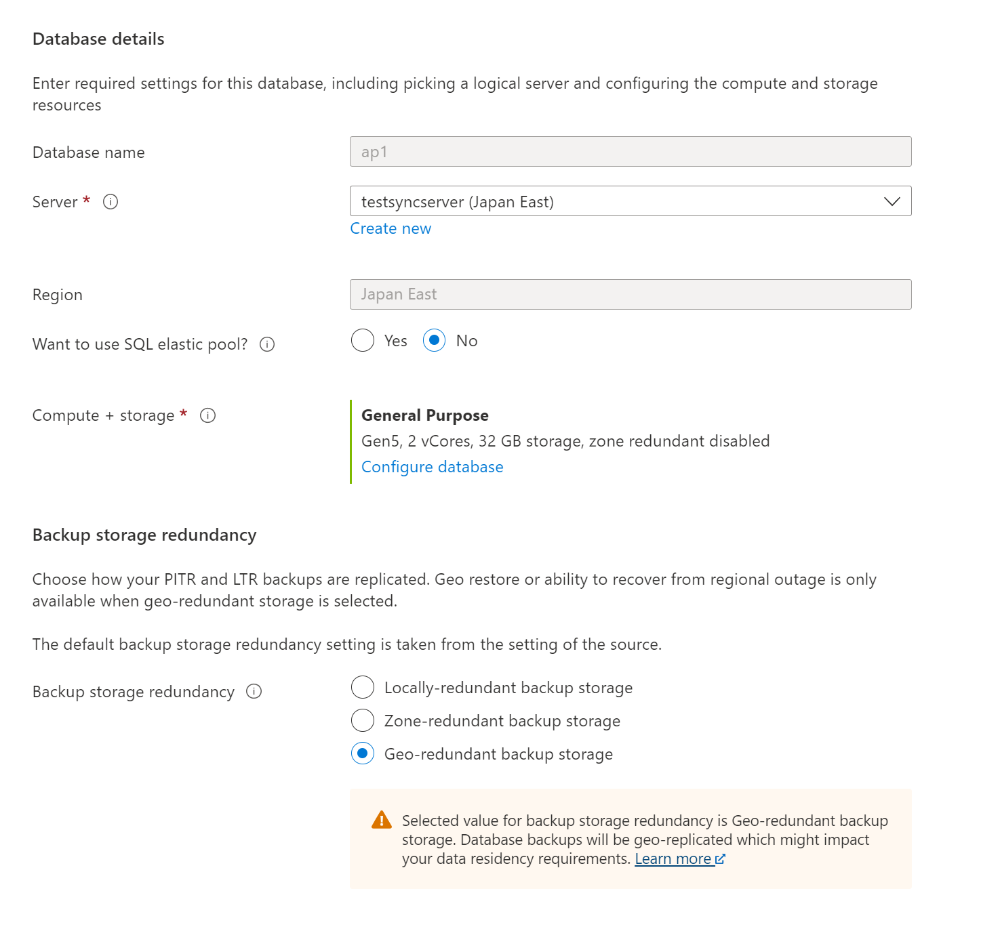 Database details
Enter required settings for this database, including picking a logical server and configuring the compute and storage
resources
Database name
ap1
Server *
testsyncserver (Japan East)
Create new
Region
Japan East
Want to use SQL elastic pool?
Yes
No
Compute + storage *
General Purpose
Gen5, 2 vCores, 32 GB storage, zone redundant disabled
Configure database
Backup storage redundancy
Choose how your PITR and LTR backups are replicated. Geo restore or ability to recover from regional outage is only
available when geo-redundant storage is selected.
The default backup storage redundancy setting is taken from the setting of the source.
Backup storage redundancy
Locally-redundant backup storage
Zone-redundant backup storage
Geo-redundant backup storage
Selected value for backup storage redundancy is Geo-redundant backup
storage. Database backups will be geo-replicated which might impact
your data residency requirements. Learn more